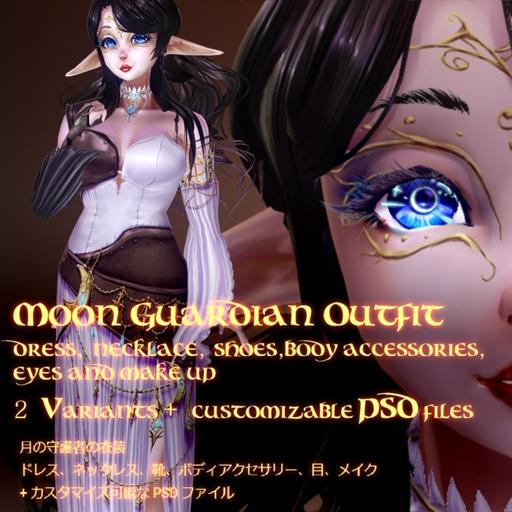 Moon Guardian Outfit
Dress, necklace, shoes,body accessories,
eyes and make up
2 Variants + customizable PSD files
月の守護者の衣装
ドレス、ネックレス、靴、ボディアクセサリー、目、メイク
+ カスタマイズ可能な PSD ファイル